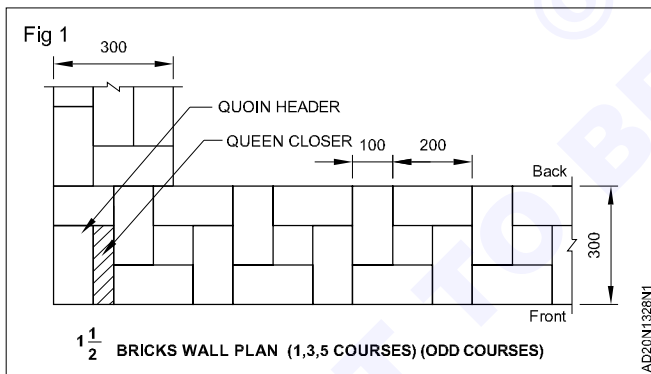 Fig 1
300
QUOIN HEADER
QUEEN CLOSER
100
200
Back
300
Front
1 1/2 BRICKS WALL PLAN (1,3,5 COURSES) (ODD COURSES)
AD20N1328N1